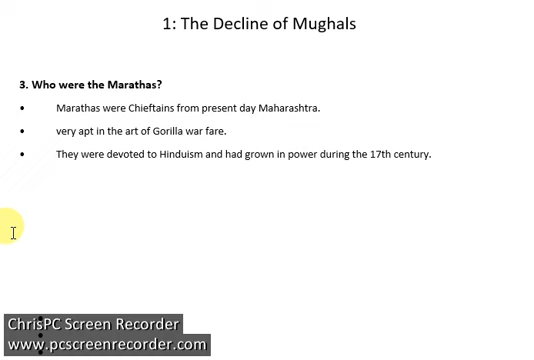 1: The Decline of Mughals
3. Who were the Marathas?
• Marathas were Chieftains from present day Maharashtra.
• very apt in the art of Gorilla war fare.
• They were devoted to Hinduism and had grown in power during the 17th century.
ChrisPC Screen Recorder
www.pcscreenrecorder.com